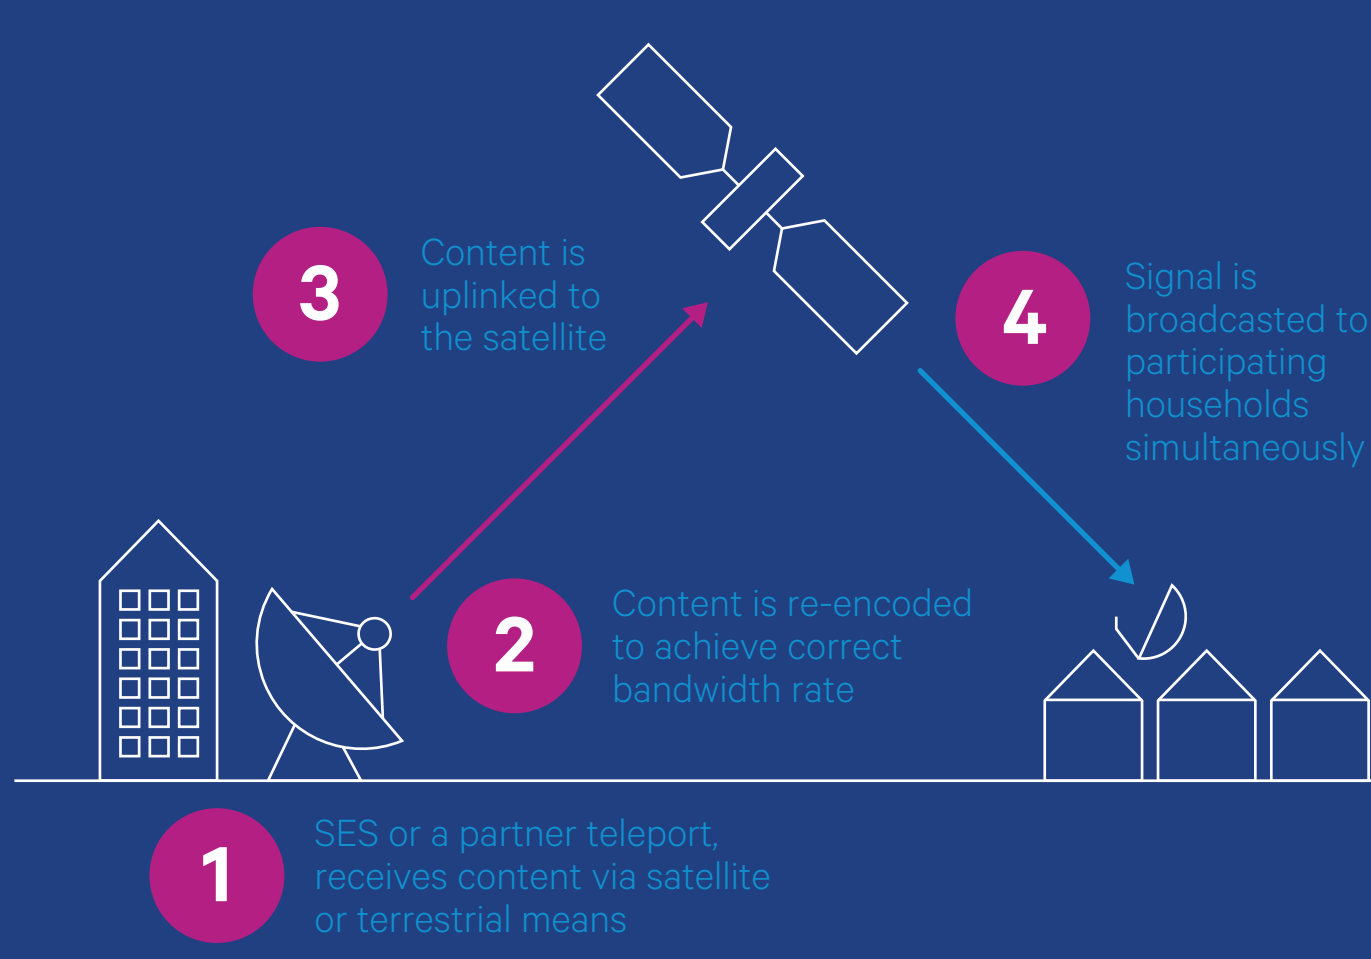 1
SES or a partner teleport,
receives content via satellite
or terrestrial means
2
Content is re-encoded
to achieve correct
bandwidth rate
3
Content is
uplinked to
the satellite
4
Signal is
broadcasted to
participating
households
simultaneously